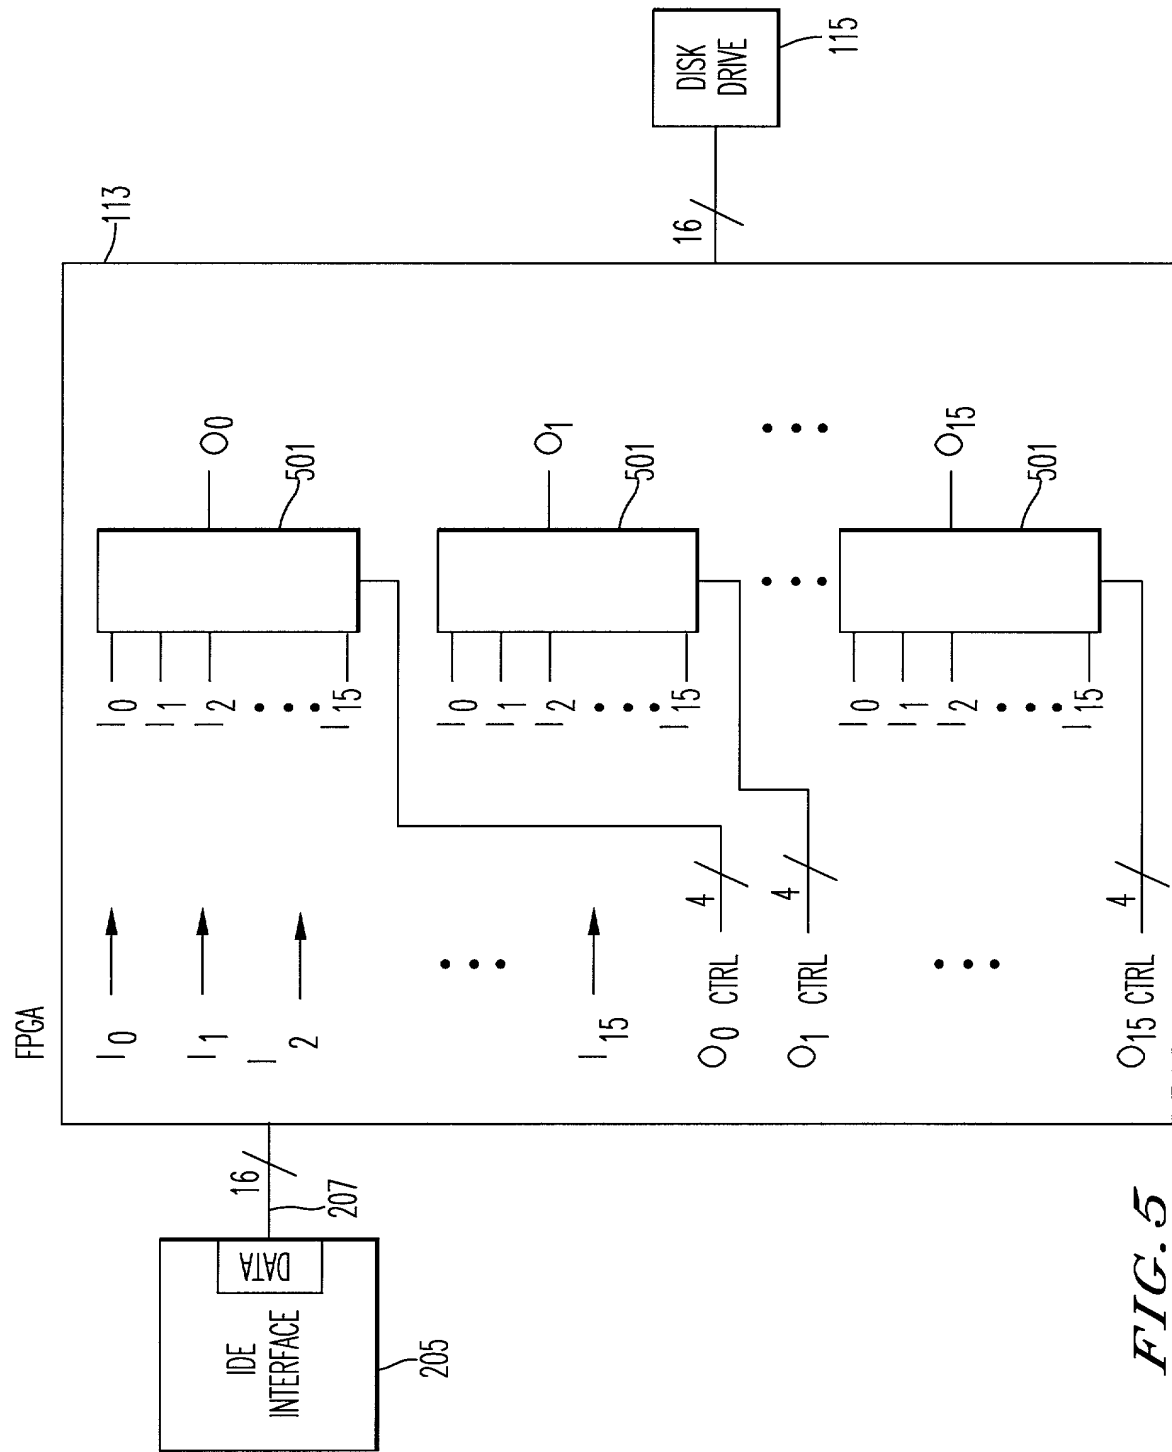 FPGA
113
IDE
INTERFACE
DATA
205
207
16
I0
I1
I2
I15
O0 CTRL
4
O1 CTRL
4
O15 CTRL
4
I0
I1
I2
I15
501
O0
I0
I1
I2
I15
501
O1
I0
I1
I2
I15
501
O15
16
DISK
DRIVE
115
FIG. 5